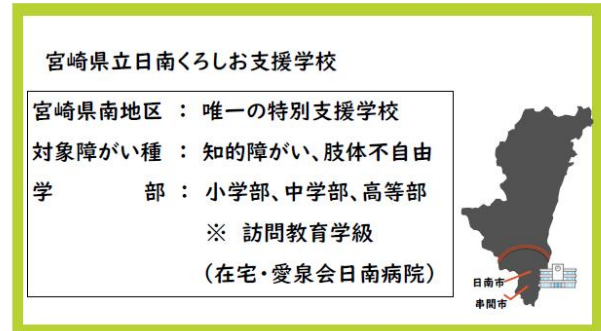 宮崎県立日南くろしお支援学校
宮崎県南地区 : 唯一の特別支援学校
対象障がい種 : 知的障がい、肢体不自由
学 部 : 小学部、中学部、高等部
※ 訪問教育学級
(在宅・愛泉会日南病院)
日南市
串間市